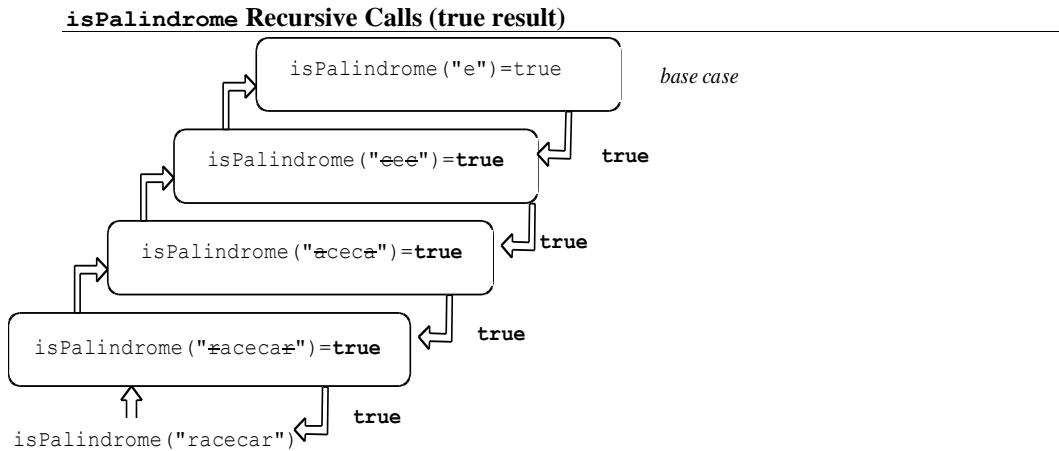 isPalindrome Recursive Calls (true result)
isPalindrome("e")=true
base case
isPalindrome("cec")=true
true
isPalindrome("aceca")=true
true
isPalindrome("racecar")=true
true
isPalindrome("racecar")
true